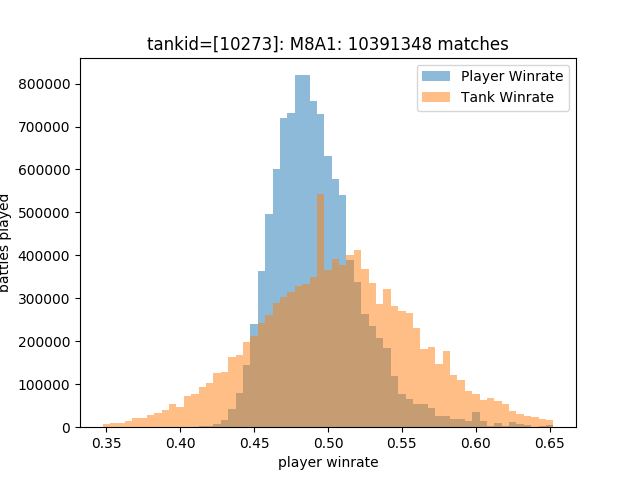 tankid=[10273]: M8A1: 10391348 matches
Player Winrate
Tank Winrate
800000
700000
600000
500000
400000
300000
200000
100000
0
battles played
0.35 0.40 0.45 0.50 0.55 0.60 0.65
player winrate